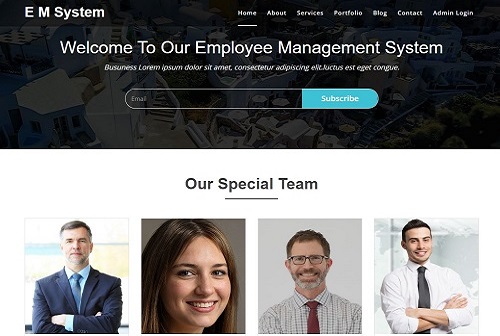 E M System
Home About Services Portfolio Blog Contact Admin Login
Welcome To Our Employee Management System
Busuness Lorem ipsum dolor sit amet, consectetur adipiscing elit.luctus est eget congue.
Email
Subscribe
Our Special Team